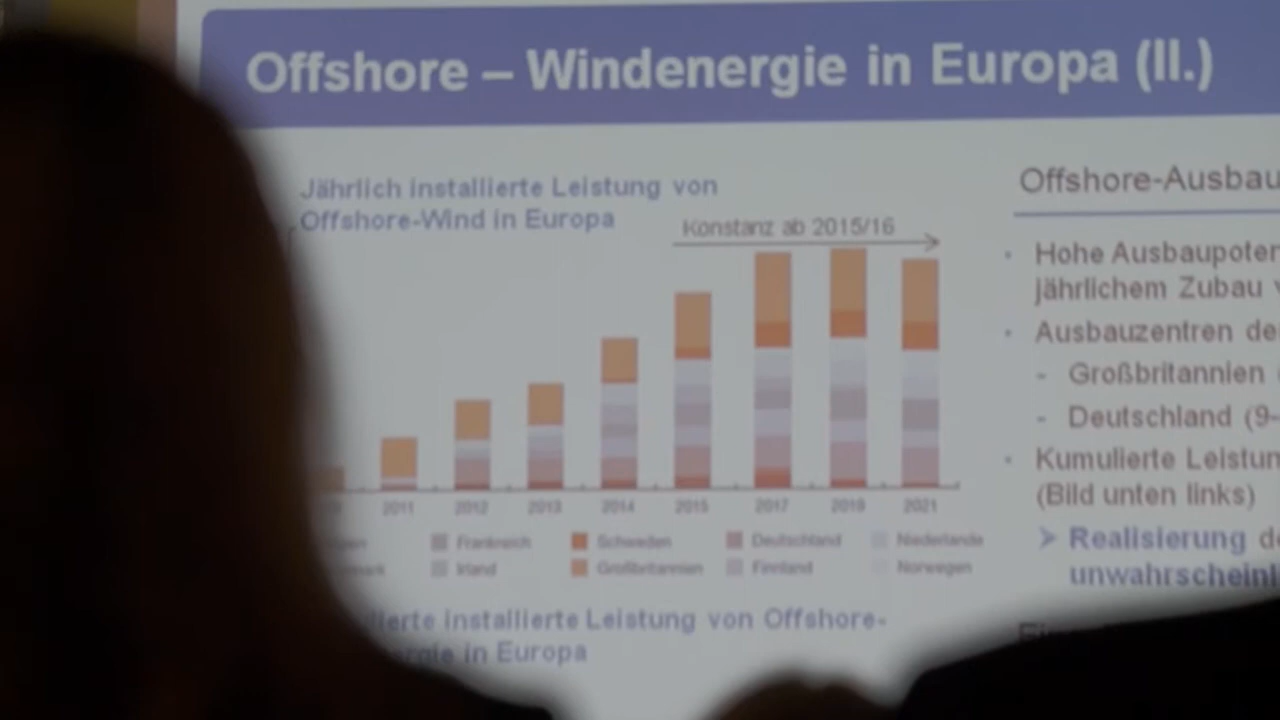 Offshore – Windenergie in Europa (II.)
Jährlich installierte Leistung von
Offshore-Wind in Europa
Konstanz ab 2015/16
2011 2012 2013 2014 2015 2017 2019 2021
Frankreich Schweden Deutschland Niederlande
Irland Großbritannien Finnland Norwegen
installierte Leistung von Offshore-
in Europa
Offshore-Ausbau
Hohe Ausbaupoten
jährlichem Zubau
Ausbauzentren de
- Großbritannien
- Deutschland (9-
Kumulierte Leistun
(Bild unten links)
➢ Realisierung d
unwahrscheinl